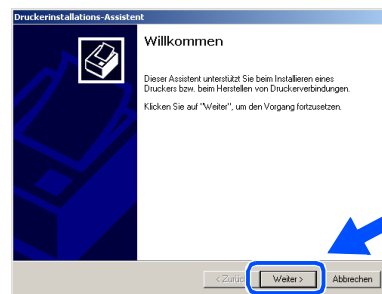 Druckerinstallations-Assistent
Willkommen
Dieser Assistent unterstützt Sie beim Installieren eines
Druckers bzw. beim Herstellen von Druckerverbindungen.
Klicken Sie auf "Weiter", um den Vorgang fortzusetzen.
< Zurück Weiter > Abbrechen